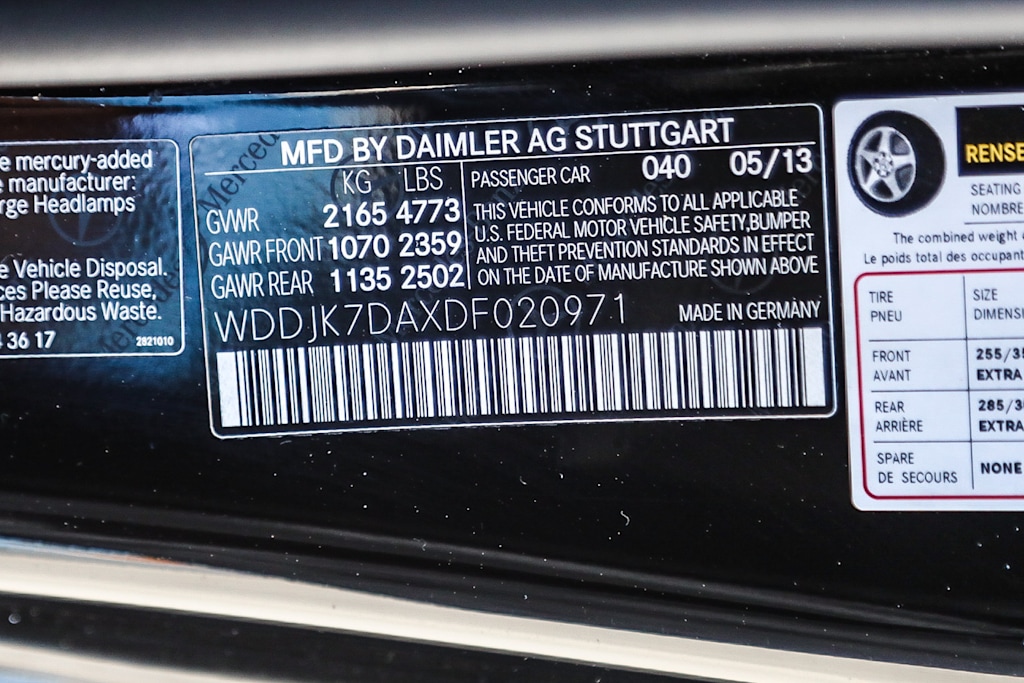 e mercury-added
e manufacturer:
rge Headlamps
e Vehicle Disposal.
ces Please Reuse,
Hazardous Waste.
36 17
2821010
MFD BY DAIMLER AG STUTTGART
KG LBS
GVWR 2165 4773
GAWR FRONT 1070 2359
GAWR REAR 1135 2502
PASSENGER CAR 040 05/13
THIS VEHICLE CONFORMS TO ALL APPLICABLE
U.S. FEDERAL MOTOR VEHICLE SAFETY,BUMPER
AND THEFT PREVENTION STANDARDS IN EFFECT
ON THE DATE OF MANUFACTURE SHOWN ABOVE
WDDJK7DAXDF020971
MADE IN GERMANY
RENSE
SEATING
NOMBRE
The combined weight
Le poids total des occupant
TIRE SIZE
PNEU DIMENSI
FRONT 255/35
AVANT EXTRA
REAR 285/3
ARRIÈRE EXTRA
SPARE NONE
DE SECOURS